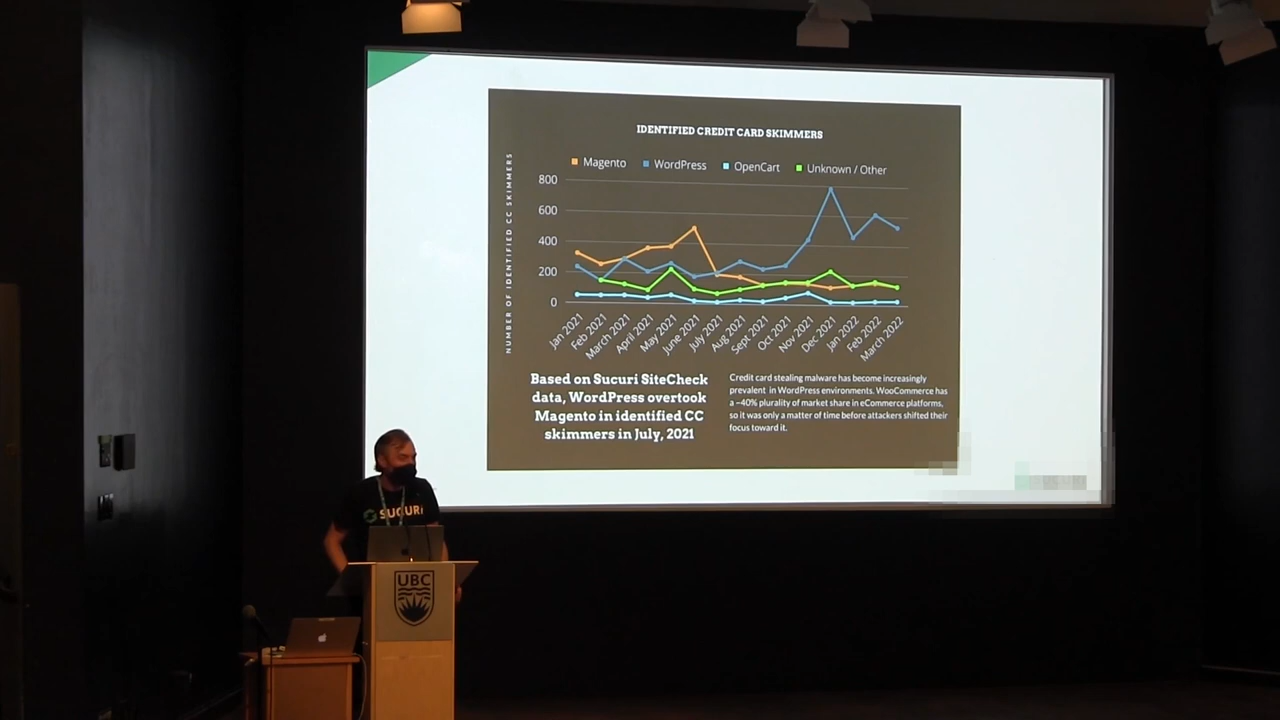 IDENTIFIED CREDIT CARD SKIMMERS
Magento WordPress OpenCart Unknown / Other
NUMBER OF IDENTIFIED CC SKIMMERS
800
600
400
200
0
Jan 2021
Feb 2021
March 2021
April 2021
May 2021
June 2021
July 2021
Aug 2021
Sept 2021
Oct 2021
Nov 2021
Dec 2021
Jan 2022
Feb 2022
March 2022
Based on Sucuri SiteCheck
data, WordPress overtook
Magento in identified CC
skimmers in July, 2021
Credit card stealing malware has become increasingly
prevalent in WordPress environments. WooCommerce has
a ~40% plurality of market share in eCommerce platforms,
so it was only a matter of time before attackers shifted their
focus toward it.
SUCURi
UBC